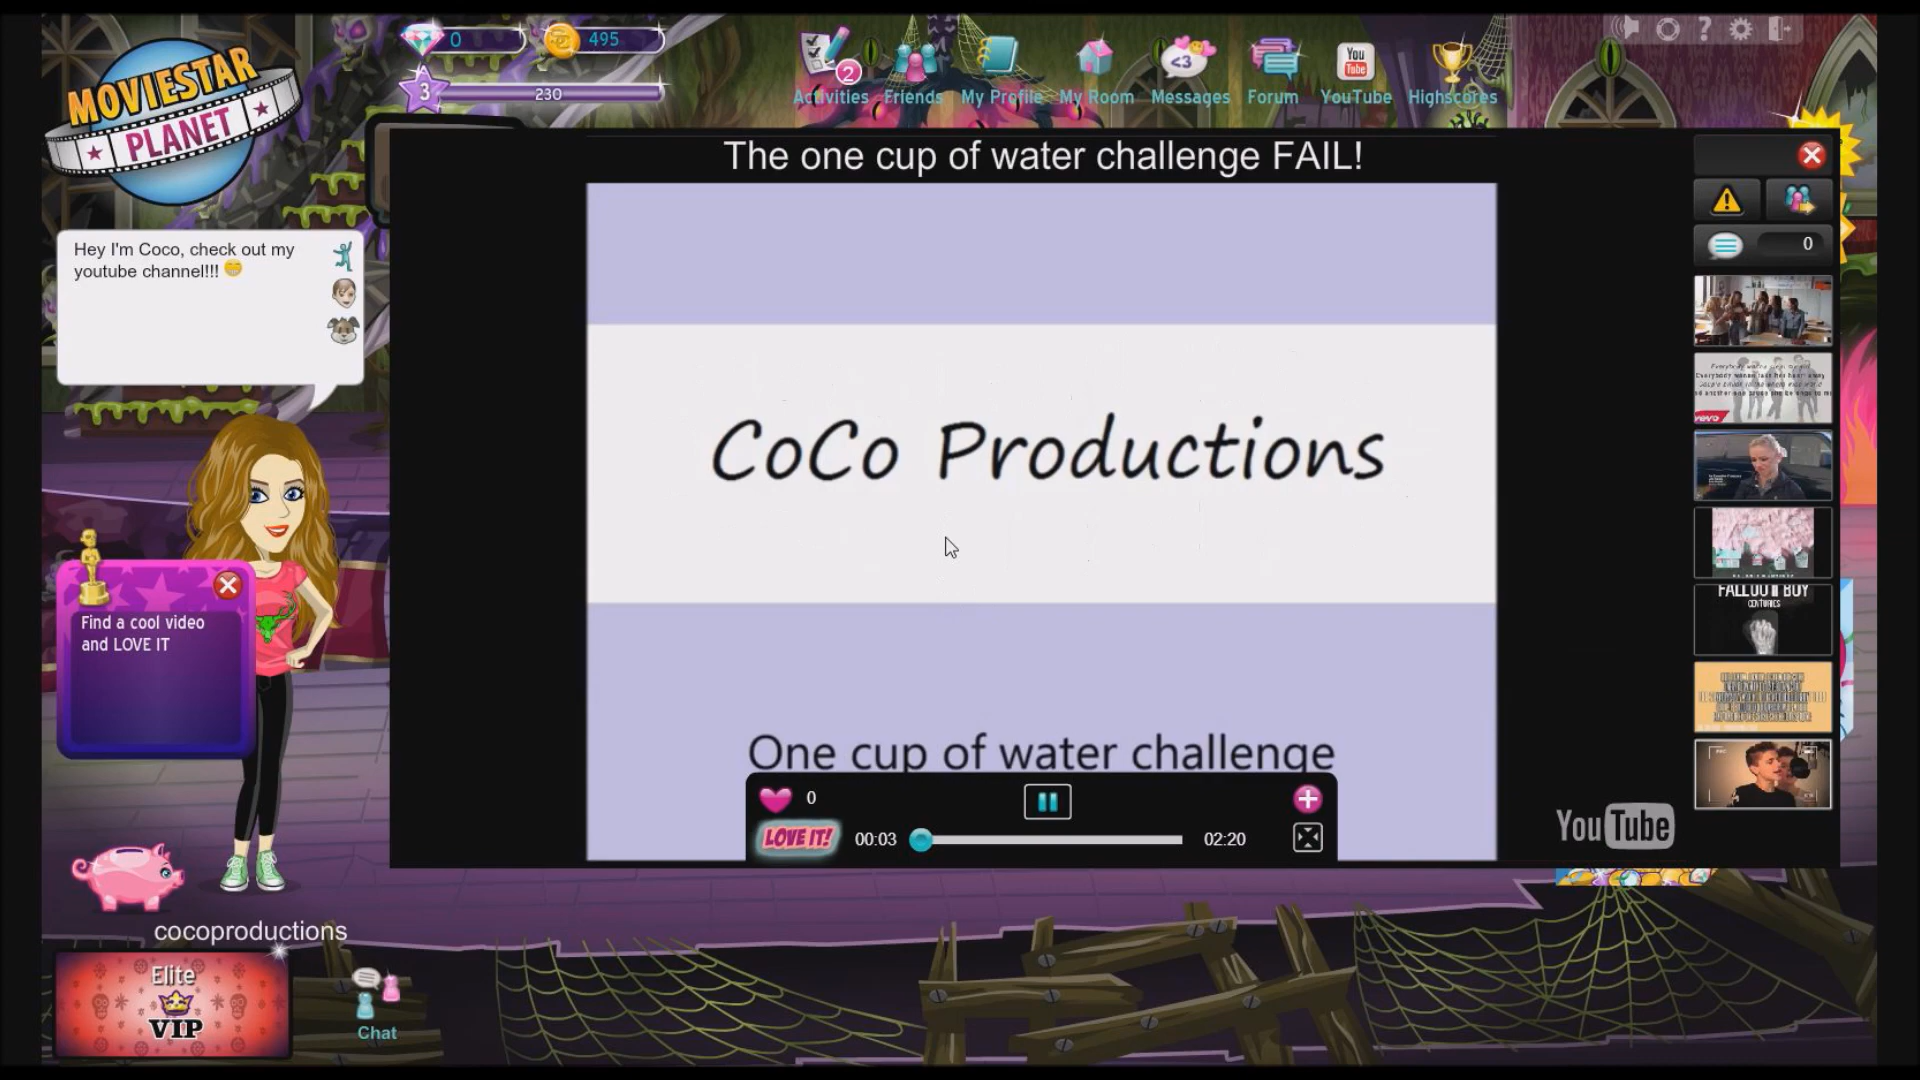 MOVIESTAR
PLANET
0
495
3
230
2
<3
You
Tube
Activities Friends My Profile My Room Messages Forum YouTube Highscores
The one cup of water challenge FAIL!
Hey I'm Coco, check out my
youtube channel!!!
0
CoCo Productions
Find a cool video
and LOVE IT
FALL OUT BOY
CENTURIES
vevo
One cup of water challenge
0
LOVE IT!
00:03
02:20
YouTube
cocoproductions
Elite
VIP
Chat